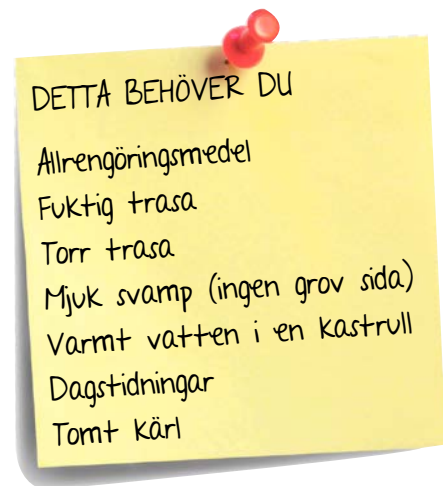 DETTA BEHÖVER DU
Allrengöringsmedel
Fuktig trasa
Torr trasa
Mjuk svamp (ingen grov sida)
Varmt vatten i en kastrull
Dagstidningar
Tomt kärl